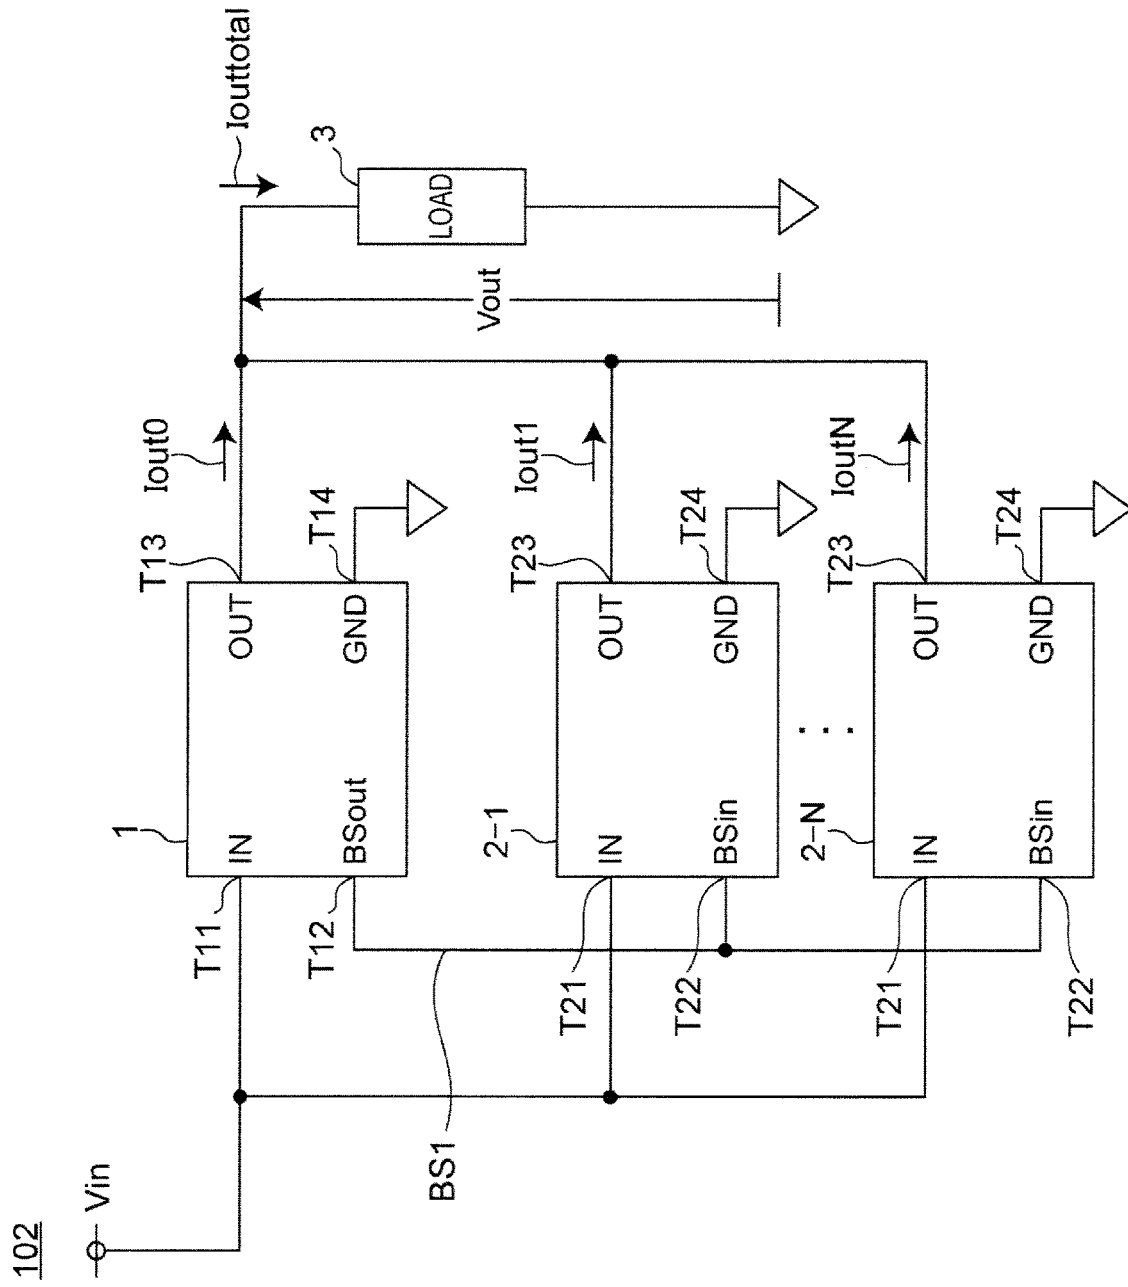 102
Vin
BS1
T11
T12
1
IN
BSout
OUT
GND
T13
T14
Iout0
Iouttotal
3
LOAD
Vout
T21
T22
2-1
IN
BSin
OUT
GND
T23
T24
Iout1
. . .
T21
T22
2-N
IN
BSin
OUT
GND
T23
T24
IoutN